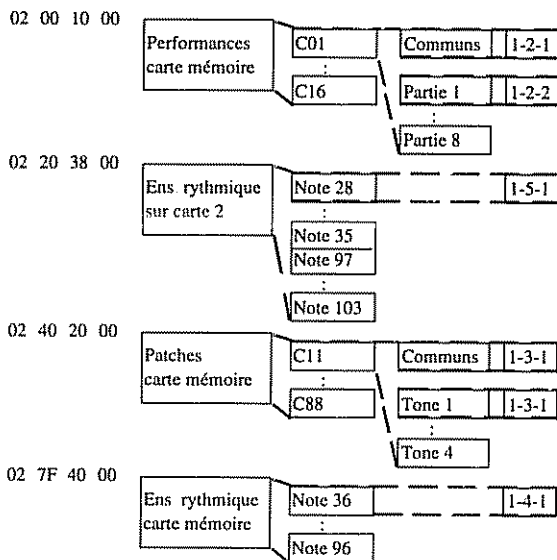 02 00 10 00
Performances
carte mémoire
C01
:
C16
Communs
1-2-1
Partie 1
1-2-2
:
Partie 8
02 20 38 00
Ens. rythmique
sur carte 2
Note 28
1-5-1
:
Note 35
Note 97
:
Note 103
02 40 20 00
Patches
carte mémoire
C11
:
C88
Communs
1-3-1
Tone 1
1-3-1
:
Tone 4
02 7F 40 00
Ens rythmique
carte mémoire
Note 36
1-4-1
:
Note 96